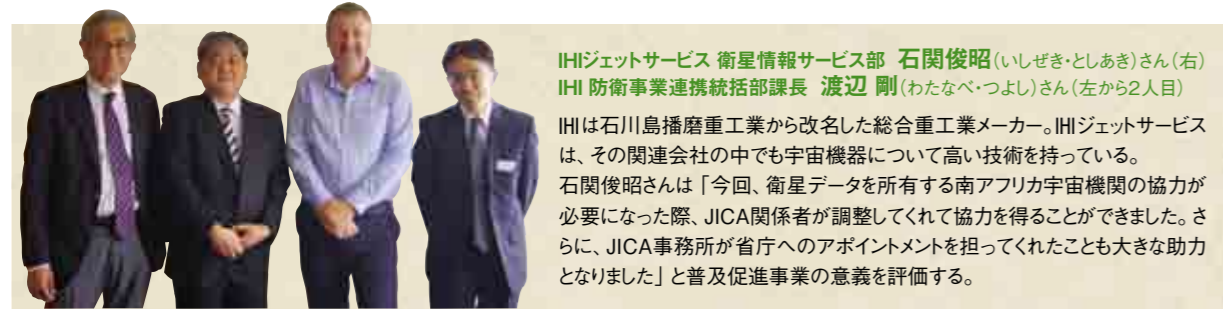 IHIジェットサービス 衛星情報サービス部 石関俊昭(いしぜき・としあき)さん(右)
IHI 防衛事業連携統括部課長 渡辺 剛(わたなべ・つよし)さん(左から2人目)
IHIは石川島播磨重工業から改名した総合重工業メーカー。IHIジェットサービス
は、その関連会社の中でも宇宙機器について高い技術を持っている。
石関俊昭さんは「今回、衛星データを所有する南アフリカ宇宙機関の協力が
必要になった際、JICA関係者が調整してくれて協力を得ることができました。さ
らに、JICA事務所が省庁へのアポイントメントを担ってくれたことも大きな助力
となりました」と普及促進事業の意義を評価する。